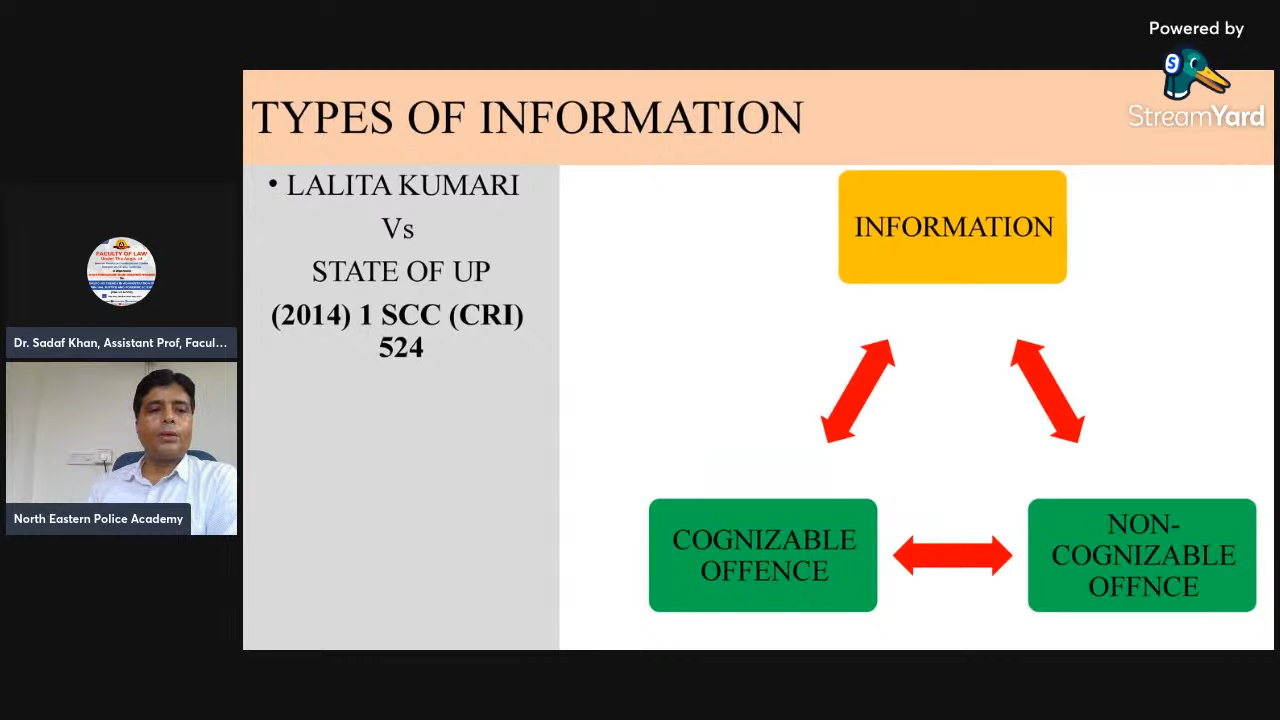 Powered by
StreamYard
TYPES OF INFORMATION
• LALITA KUMARI
Vs
STATE OF UP
(2014) 1 SCC (CRI)
524
INFORMATION
COGNIZABLE
OFFENCE
NON-
COGNIZABLE
OFFNCE
FACULTY OF LAW
Dr. Sadaf Khan, Assistant Prof, Facul...
North Eastern Police Academy